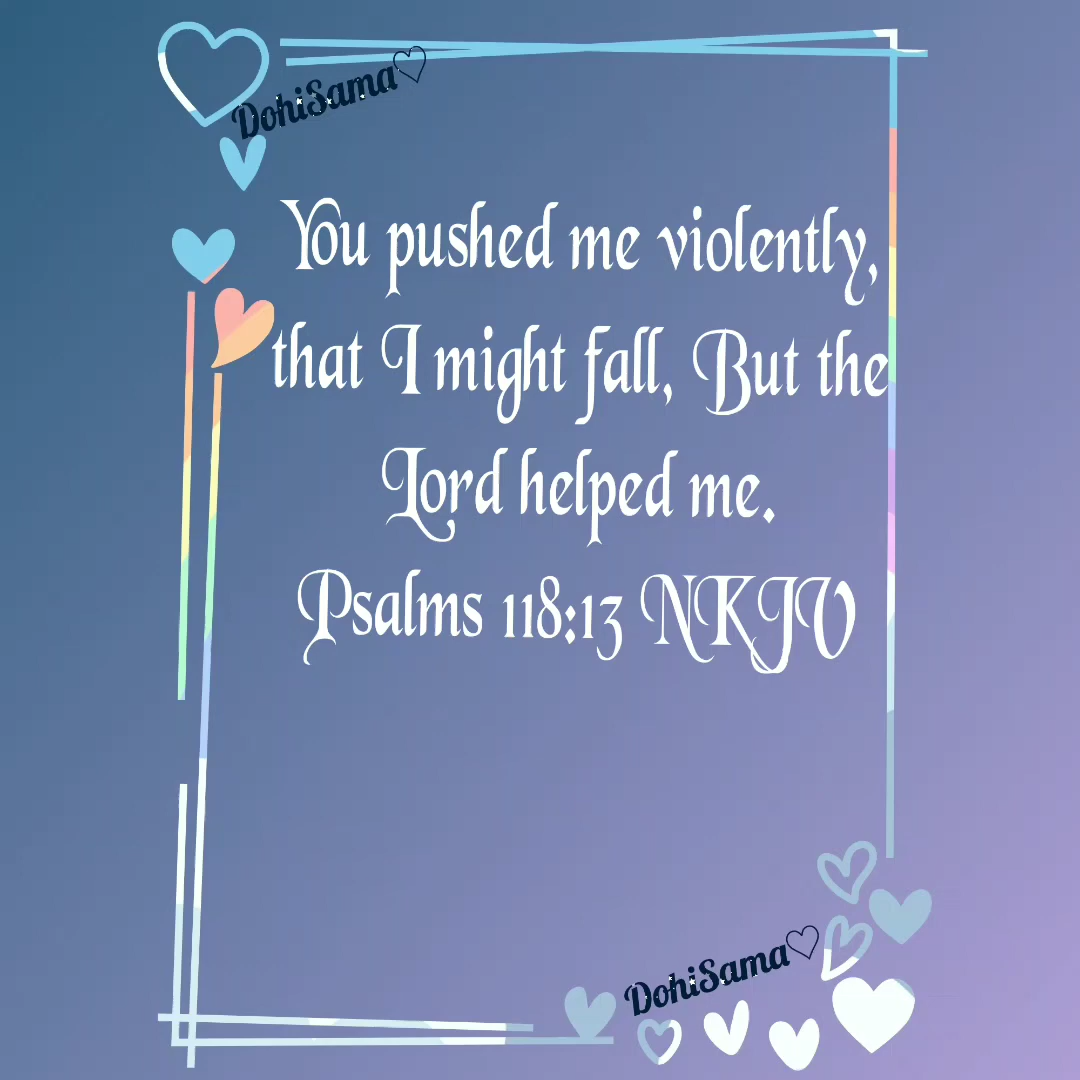 DohiSama♡
You pushed me violently,
that I might fall, But the
Lord helped me.
Psalms 118:13 NKJV
DohiSama♡